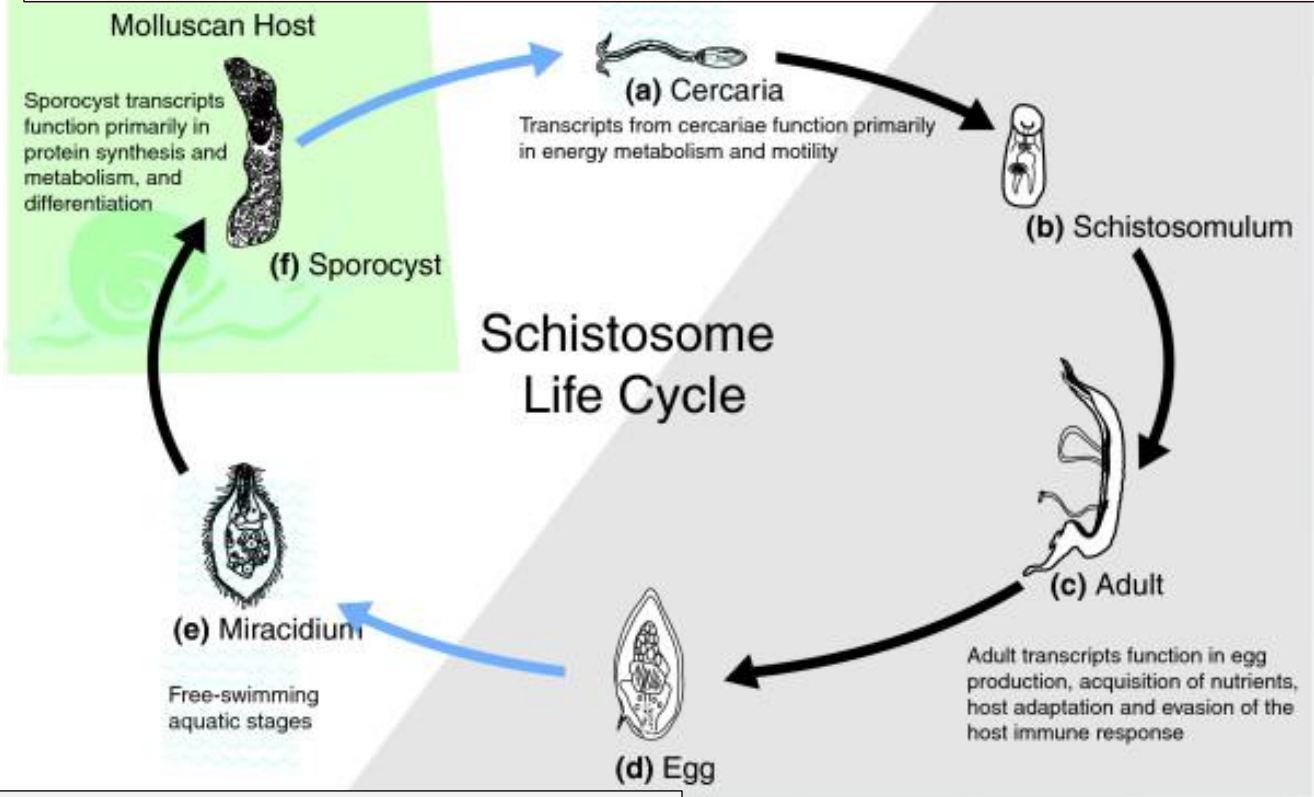 Molluscan Host
Sporocyst transcripts
function primarily in
protein synthesis and
metabolism, and
differentiation
(f) Sporocyst
(a) Cercaria
Transcripts from cercariae function primarily
in energy metabolism and motility
(b) Schistosomulum
Schistosome
Life Cycle
(c) Adult
Adult transcripts function in egg
production, acquisition of nutrients,
host adaptation and evasion of the
host immune response
(d) Egg
(e) Miracidium
Free-swimming
aquatic stages